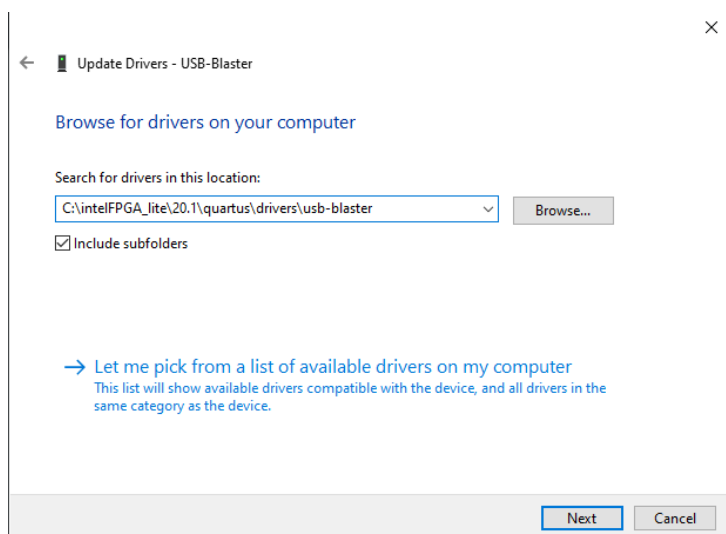 Update Drivers - USB-Blaster
Browse for drivers on your computer
Search for drivers in this location:
C:\intelFPGA_lite\20.1\quartus\drivers\usb-blaster
Browse...
Include subfolders
Let me pick from a list of available drivers on my computer
This list will show available drivers compatible with the device, and all drivers in the
same category as the device.
Next
Cancel